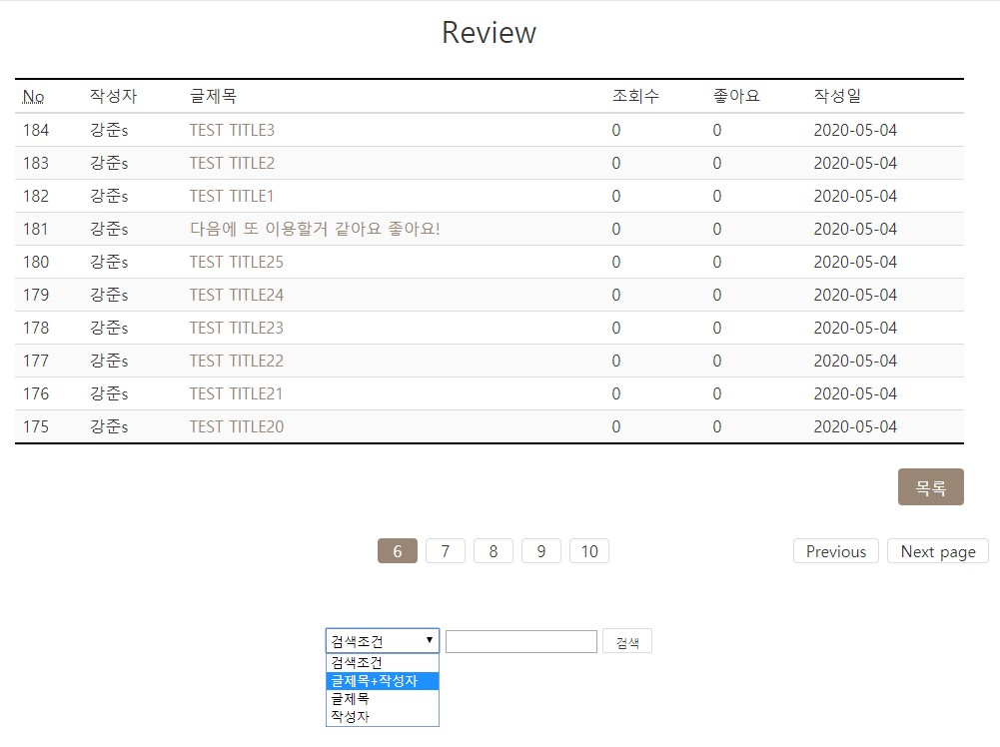 Review
No 작성자 글제목 조회수 좋아요 작성일
184 강준s TEST TITLE3 0 0 2020-05-04
183 강준s TEST TITLE2 0 0 2020-05-04
182 강준s TEST TITLE1 0 0 2020-05-04
181 강준s 다음에 또 이용할거 같아요 좋아요! 0 0 2020-05-04
180 강준s TEST TITLE25 0 0 2020-05-04
179 강준s TEST TITLE24 0 0 2020-05-04
178 강준s TEST TITLE23 0 0 2020-05-04
177 강준s TEST TITLE22 0 0 2020-05-04
176 강준s TEST TITLE21 0 0 2020-05-04
175 강준s TEST TITLE20 0 0 2020-05-04
목록
6 7 8 9 10 Previous Next page
검색조건 검색
검색조건
글제목+작성자
글제목
작성자